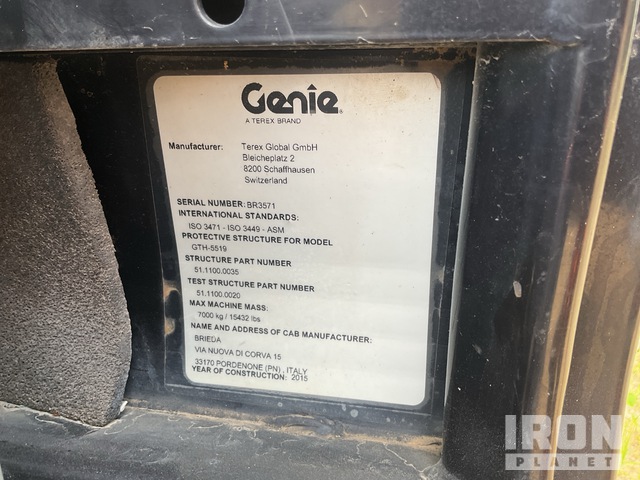 Genie
A TEREX BRAND
Manufacturer: Terex Global GmbH
Bleicheplatz 2
8200 Schaffhausen
Switzerland
SERIAL NUMBER: BR3571
INTERNATIONAL STANDARDS:
ISO 3471 - ISO 3449 - ASM
PROTECTIVE STRUCTURE FOR MODEL
GTH-5519
STRUCTURE PART NUMBER
51.1100.0035
TEST STRUCTURE PART NUMBER
51.1100.0020
MAX MACHINE MASS:
7000 kg / 15432 lbs
NAME AND ADDRESS OF CAB MANUFACTURER:
BRIEDA
VIA NUOVA DI CORVA 15
33170 PORDENONE (PN) , ITALY
YEAR OF CONSTRUCTION: 2015
IRON
PLANET